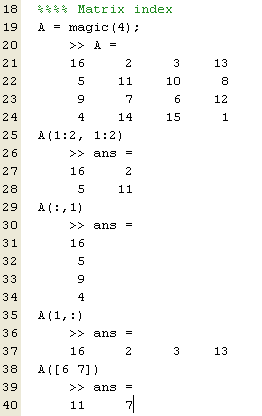 18 %%%% Matrix index
19 A = magic(4);
20 >> A =
21 16 2 3 13
22 5 11 10 8
23 9 7 6 12
24 4 14 15 1
25 A(1:2, 1:2)
26 >> ans =
27 16 2
28 5 11
29 A(:,1)
30 >> ans =
31 16
32 5
33 9
34 4
35 A(1,:)
36 >> ans =
37 16 2 3 13
38 A([6 7])
39 >> ans =
40 11 7